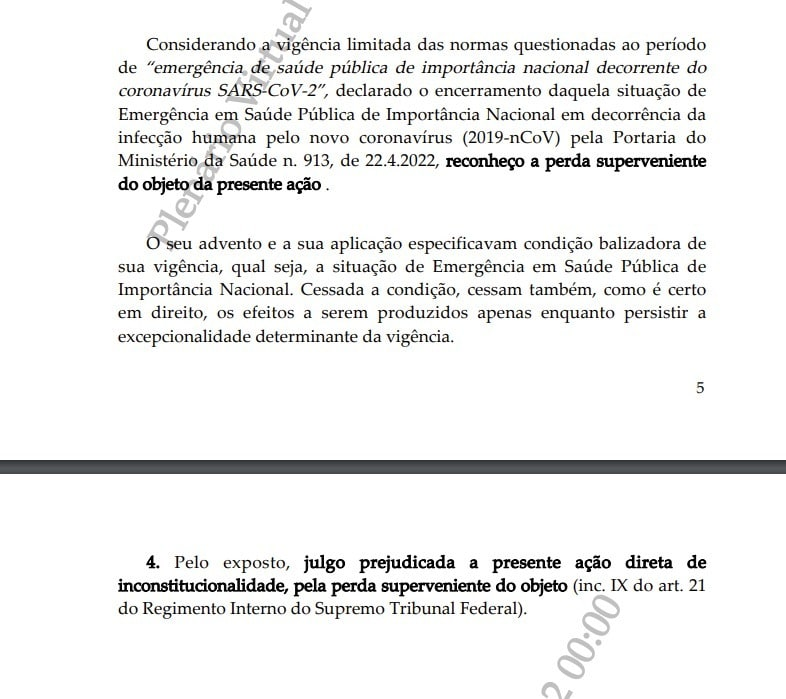 Considerando a vigência limitada das normas questionadas ao período
de “emergência de saúde pública de importância nacional decorrente do
coronavírus SARS-CoV-2”, declarado o encerramento daquela situação de
Emergência em Saúde Pública de Importância Nacional em decorrência da
infecção humana pelo novo coronavírus (2019-nCoV) pela Portaria do
Ministério da Saúde n. 913, de 22.4.2022, reconheço a perda superveniente
do objeto da presente ação .
O seu advento e a sua aplicação especificavam condição balizadora de
sua vigência, qual seja, a situação de Emergência em Saúde Pública de
Importância Nacional. Cessada a condição, cessam também, como é certo
em direito, os efeitos a serem produzidos apenas enquanto persistir a
excepcionalidade determinante da vigência.
5
4. Pelo exposto, julgo prejudicada a presente ação direta de
inconstitucionalidade, pela perda superveniente do objeto (inc. IX do art. 21
do Regimento Interno do Supremo Tribunal Federal).
Plenário Virtual
2 00:00